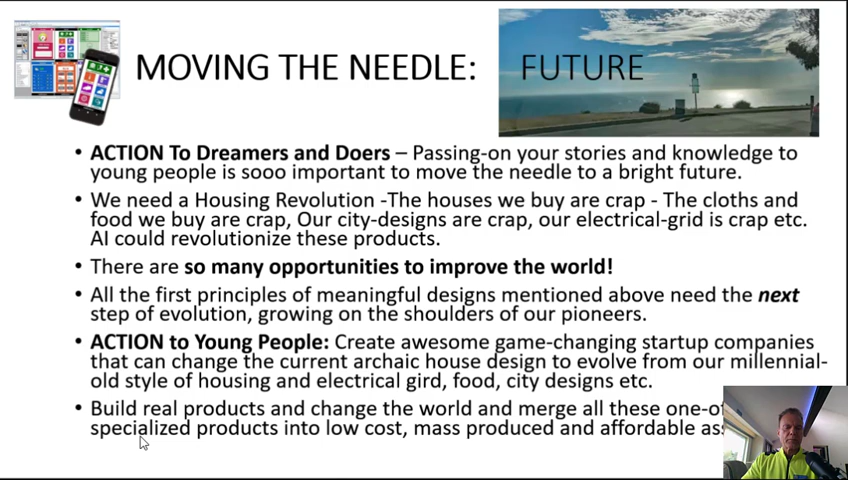 MOVING THE NEEDLE: FUTURE
• ACTION To Dreamers and Doers – Passing-on your stories and knowledge to
young people is sooo important to move the needle to a bright future.
• We need a Housing Revolution -The houses we buy are crap - The cloths and
food we buy are crap, Our city-designs are crap, our electrical-grid is crap etc.
AI could revolutionize these products.
• There are so many opportunities to improve the world!
• All the first principles of meaningful designs mentioned above need the next
step of evolution, growing on the shoulders of our pioneers.
• ACTION to Young People: Create awesome game-changing startup companies
that can change the current archaic house design to evolve from our millennial-
old style of housing and electrical gird, food, city designs etc.
• Build real products and change the world and merge all these
specialized products into low cost, mass produced and affordable